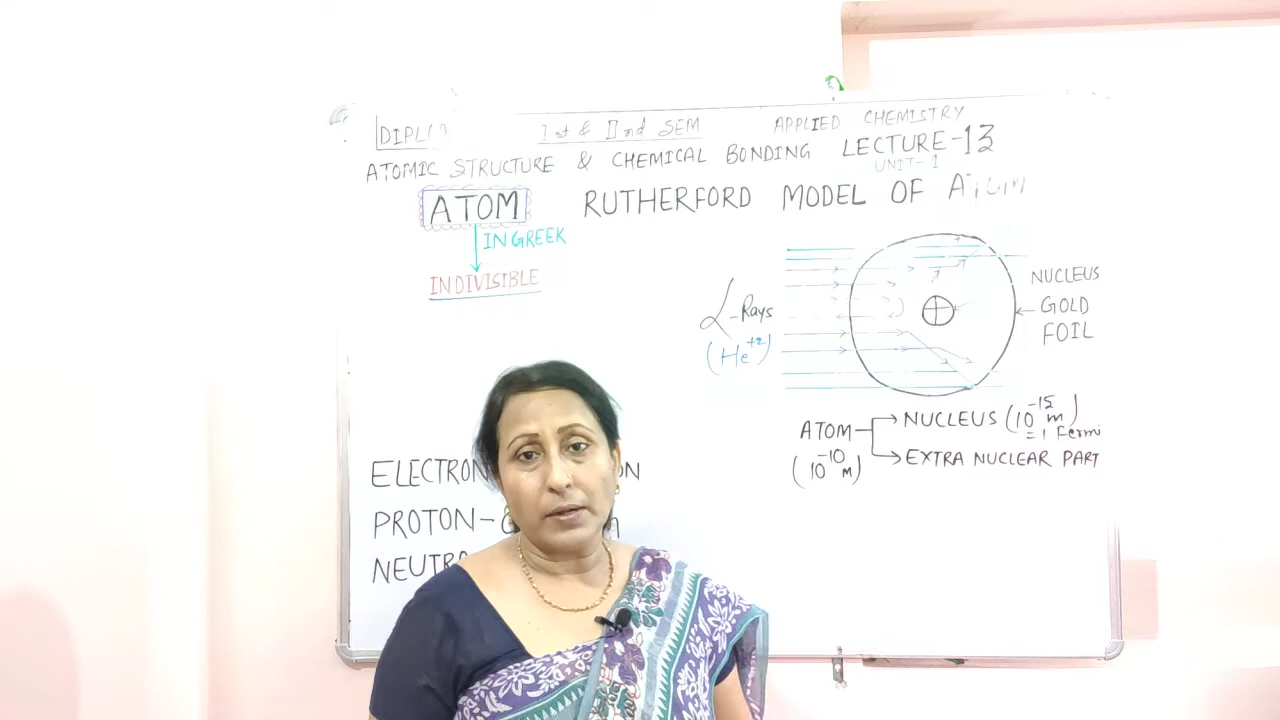 1st & IInd SEM APPLIED CHEMISTRY
ATOMIC STRUCTURE & CHEMICAL BONDING LECTURE-13
UNIT-1
ATOM RUTHERFORD MODEL OF
IN GREEK
INDIVISIBLE
α-Rays
(He+2)
NUCLEUS
GOLD
FOIL
ATOM
(10-10 m)
NUCLEUS (10-15 m)
= 1 Fermi
EXTRA NUCLEAR PART
ELECTRON
PROTON-